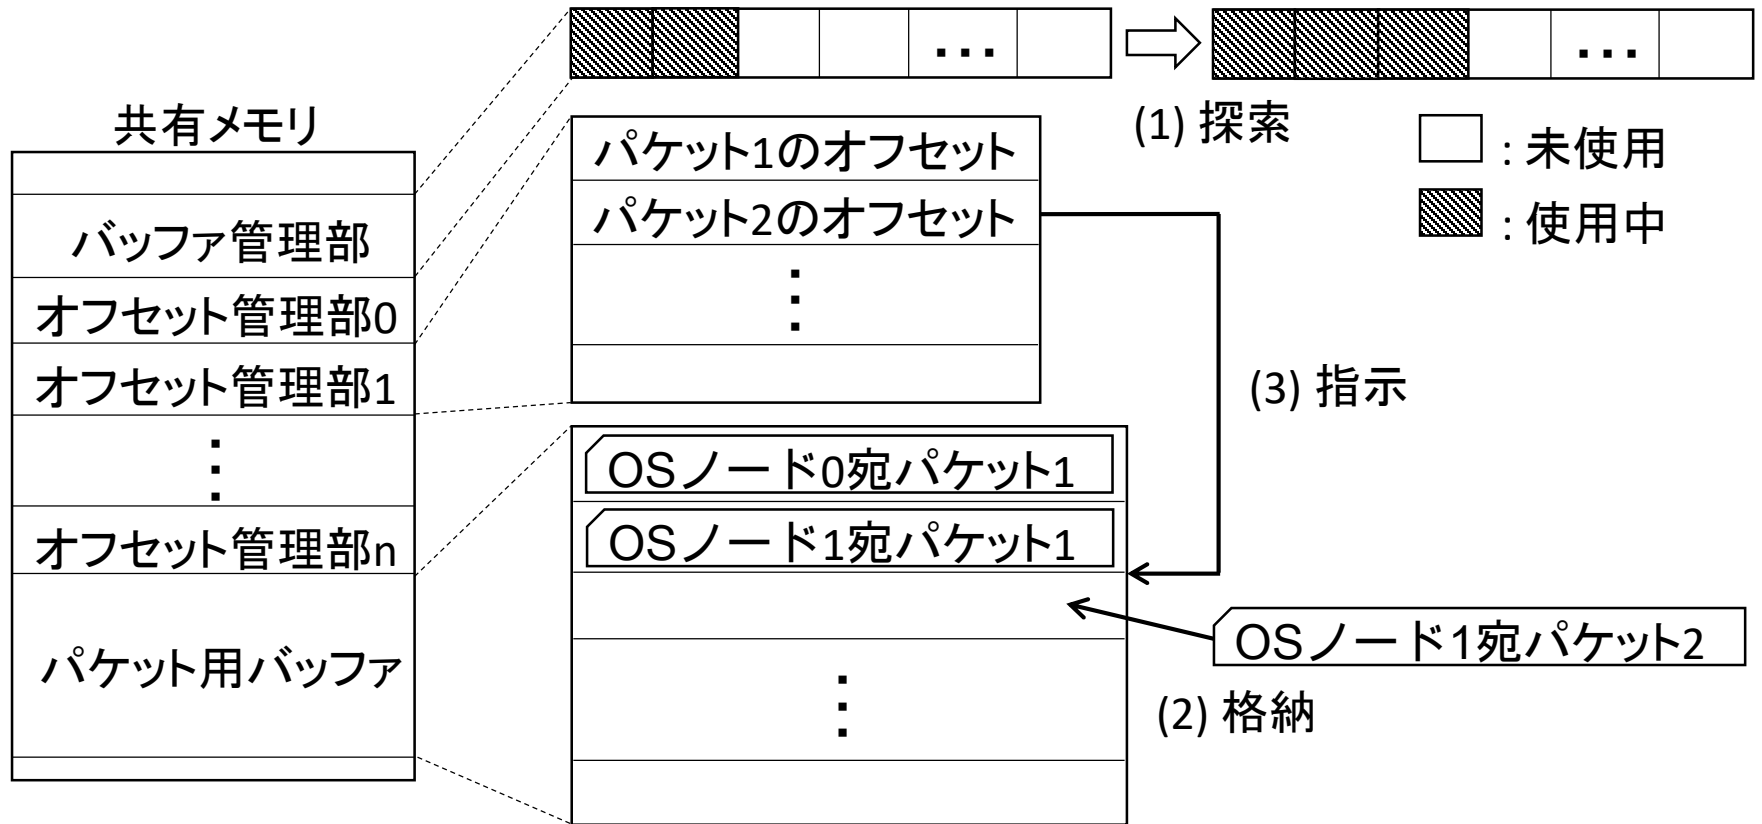 共有メモリ
バッファ管理部
オフセット管理部0
オフセット管理部1
⋮
オフセット管理部n
パケット用バッファ
...
...
(1) 探索
: 未使用
: 使用中
パケット1のオフセット
パケット2のオフセット
⋮
(3) 指示
OSノード0宛パケット1
OSノード1宛パケット1
⋮
OSノード1宛パケット2
(2) 格納